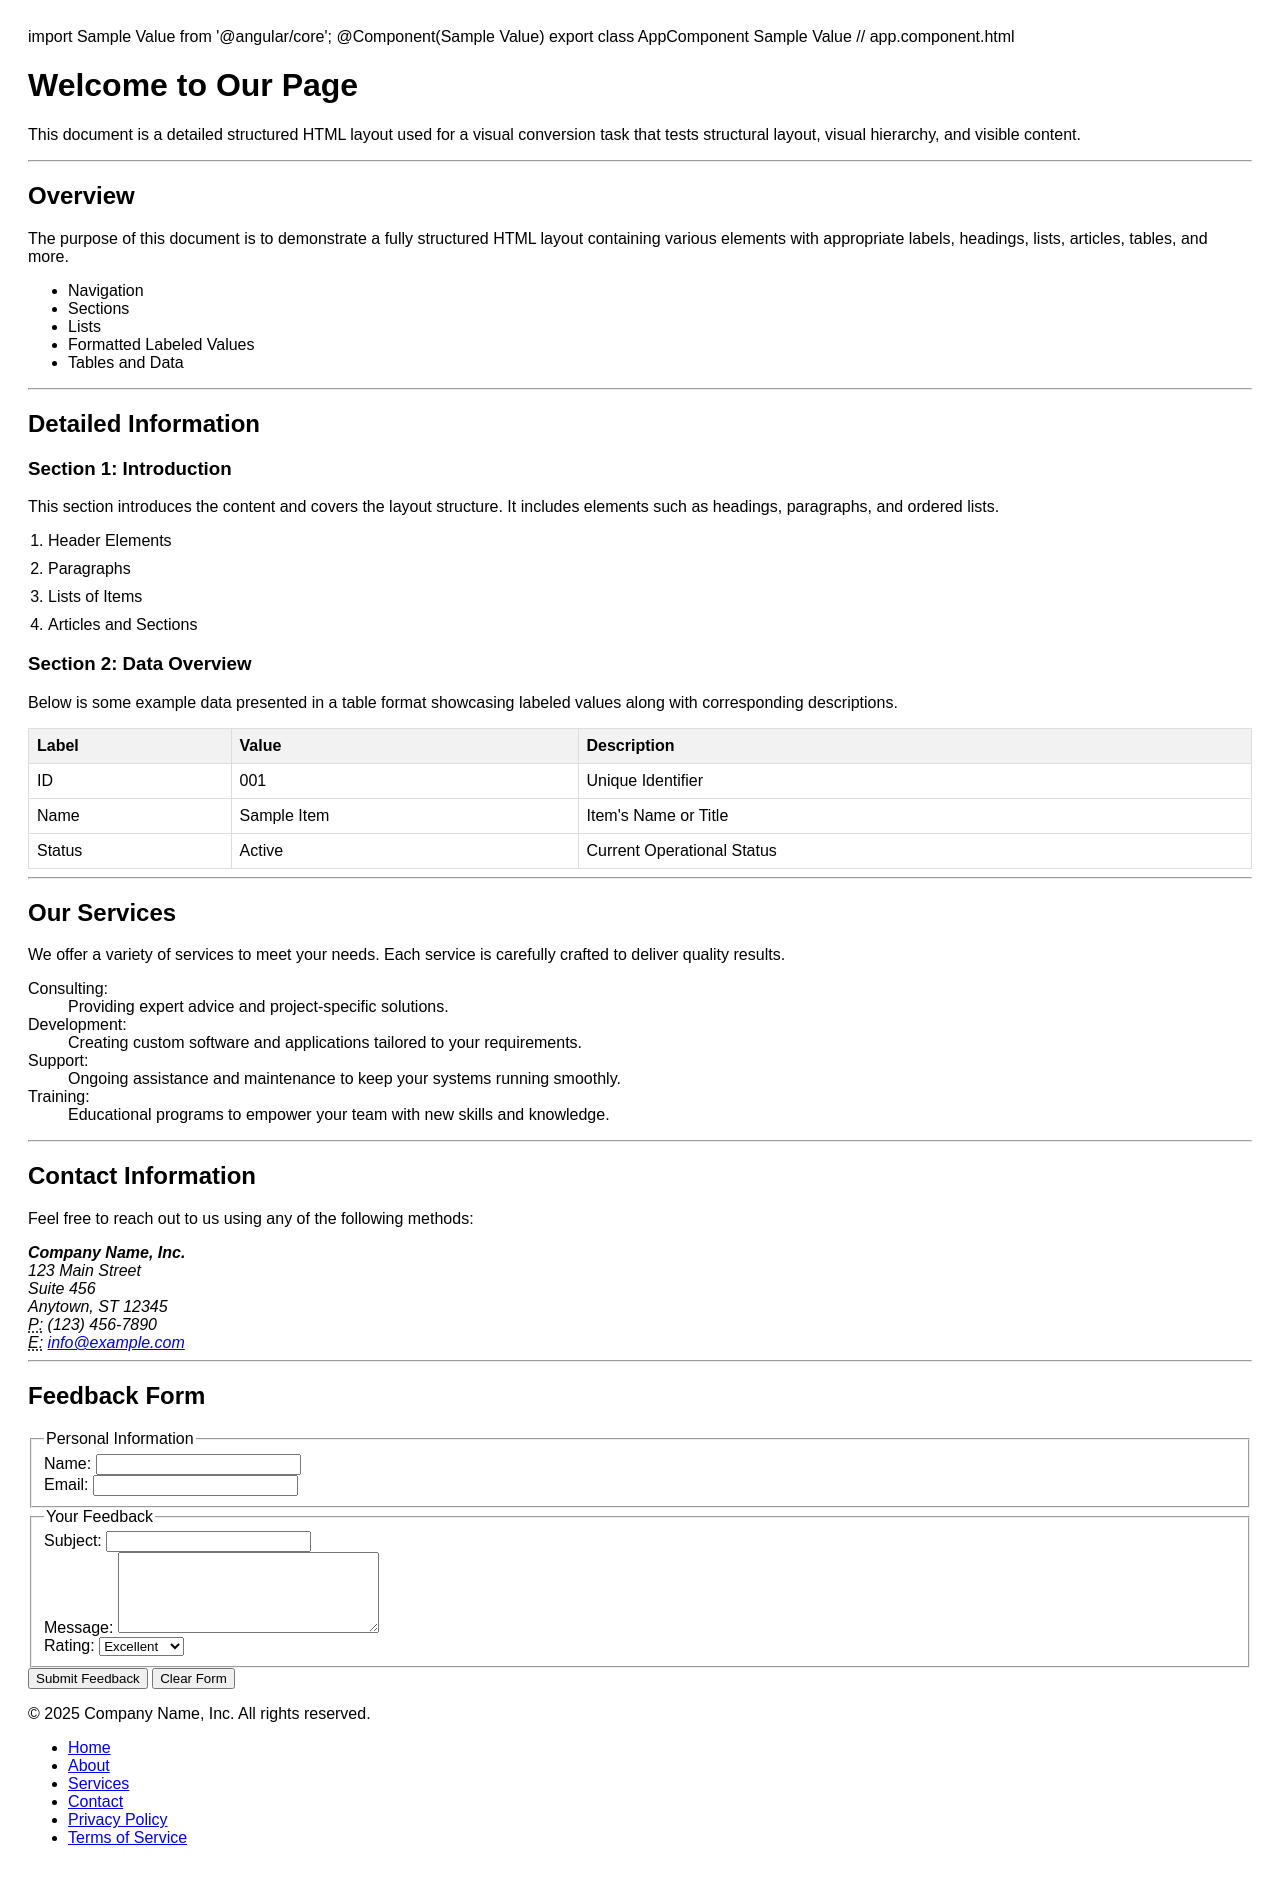 import Sample Value from '@angular/core'; @Component(Sample Value) export class AppComponent Sample Value // app.component.html
Welcome to Our Page
This document is a detailed structured HTML layout used for a visual conversion task that tests structural layout, visual hierarchy, and visible content.
Overview
The purpose of this document is to demonstrate a fully structured HTML layout containing various elements with appropriate labels, headings, lists, articles, tables, and
more.
• Navigation
• Sections
• Lists
• Formatted Labeled Values
• Tables and Data
Detailed Information
Section 1: Introduction
This section introduces the content and covers the layout structure. It includes elements such as headings, paragraphs, and ordered lists.
1. Header Elements
2. Paragraphs
3. Lists of Items
4. Articles and Sections
Section 2: Data Overview
Below is some example data presented in a table format showcasing labeled values along with corresponding descriptions.
Label Value Description
ID 001 Unique Identifier
Name Sample Item Item's Name or Title
Status Active Current Operational Status
Our Services
We offer a variety of services to meet your needs. Each service is carefully crafted to deliver quality results.
Consulting:
Providing expert advice and project-specific solutions.
Development:
Creating custom software and applications tailored to your requirements.
Support:
Ongoing assistance and maintenance to keep your systems running smoothly.
Training:
Educational programs to empower your team with new skills and knowledge.
Contact Information
Feel free to reach out to us using any of the following methods:
Company Name, Inc.
123 Main Street
Suite 456
Anytown, ST 12345
P: (123) 456-7890
E: info@example.com
Feedback Form
Personal Information
Name:
Email:
Your Feedback
Subject:
Message:
Rating: Excellent
Submit Feedback Clear Form
© 2025 Company Name, Inc. All rights reserved.
• Home
• About
• Services
• Contact
• Privacy Policy
• Terms of Service